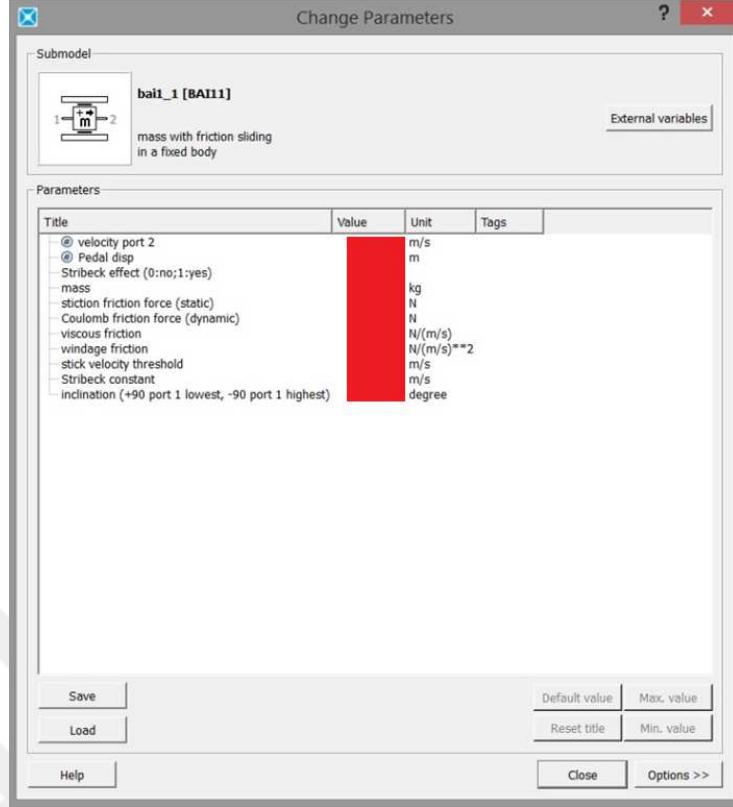 Change Parameters
?
×
Submodel
1 m 2
bai1_1 [BAI11]
mass with friction sliding
in a fixed body
External variables
Parameters
Title Value Unit Tags
velocity port 2 m/s
Pedal disp m
Stribeck effect (0:no;1:yes)
mass kg
stiction friction force (static) N
Coulomb friction force (dynamic) N
viscous friction N/(m/s)
windage friction N/(m/s)**2
stick velocity threshold m/s
Stribeck constant m/s
inclination (+90 port 1 lowest, -90 port 1 highest) degree
Save Default value Max. value
Load Reset title Min. value
Help Close Options >>